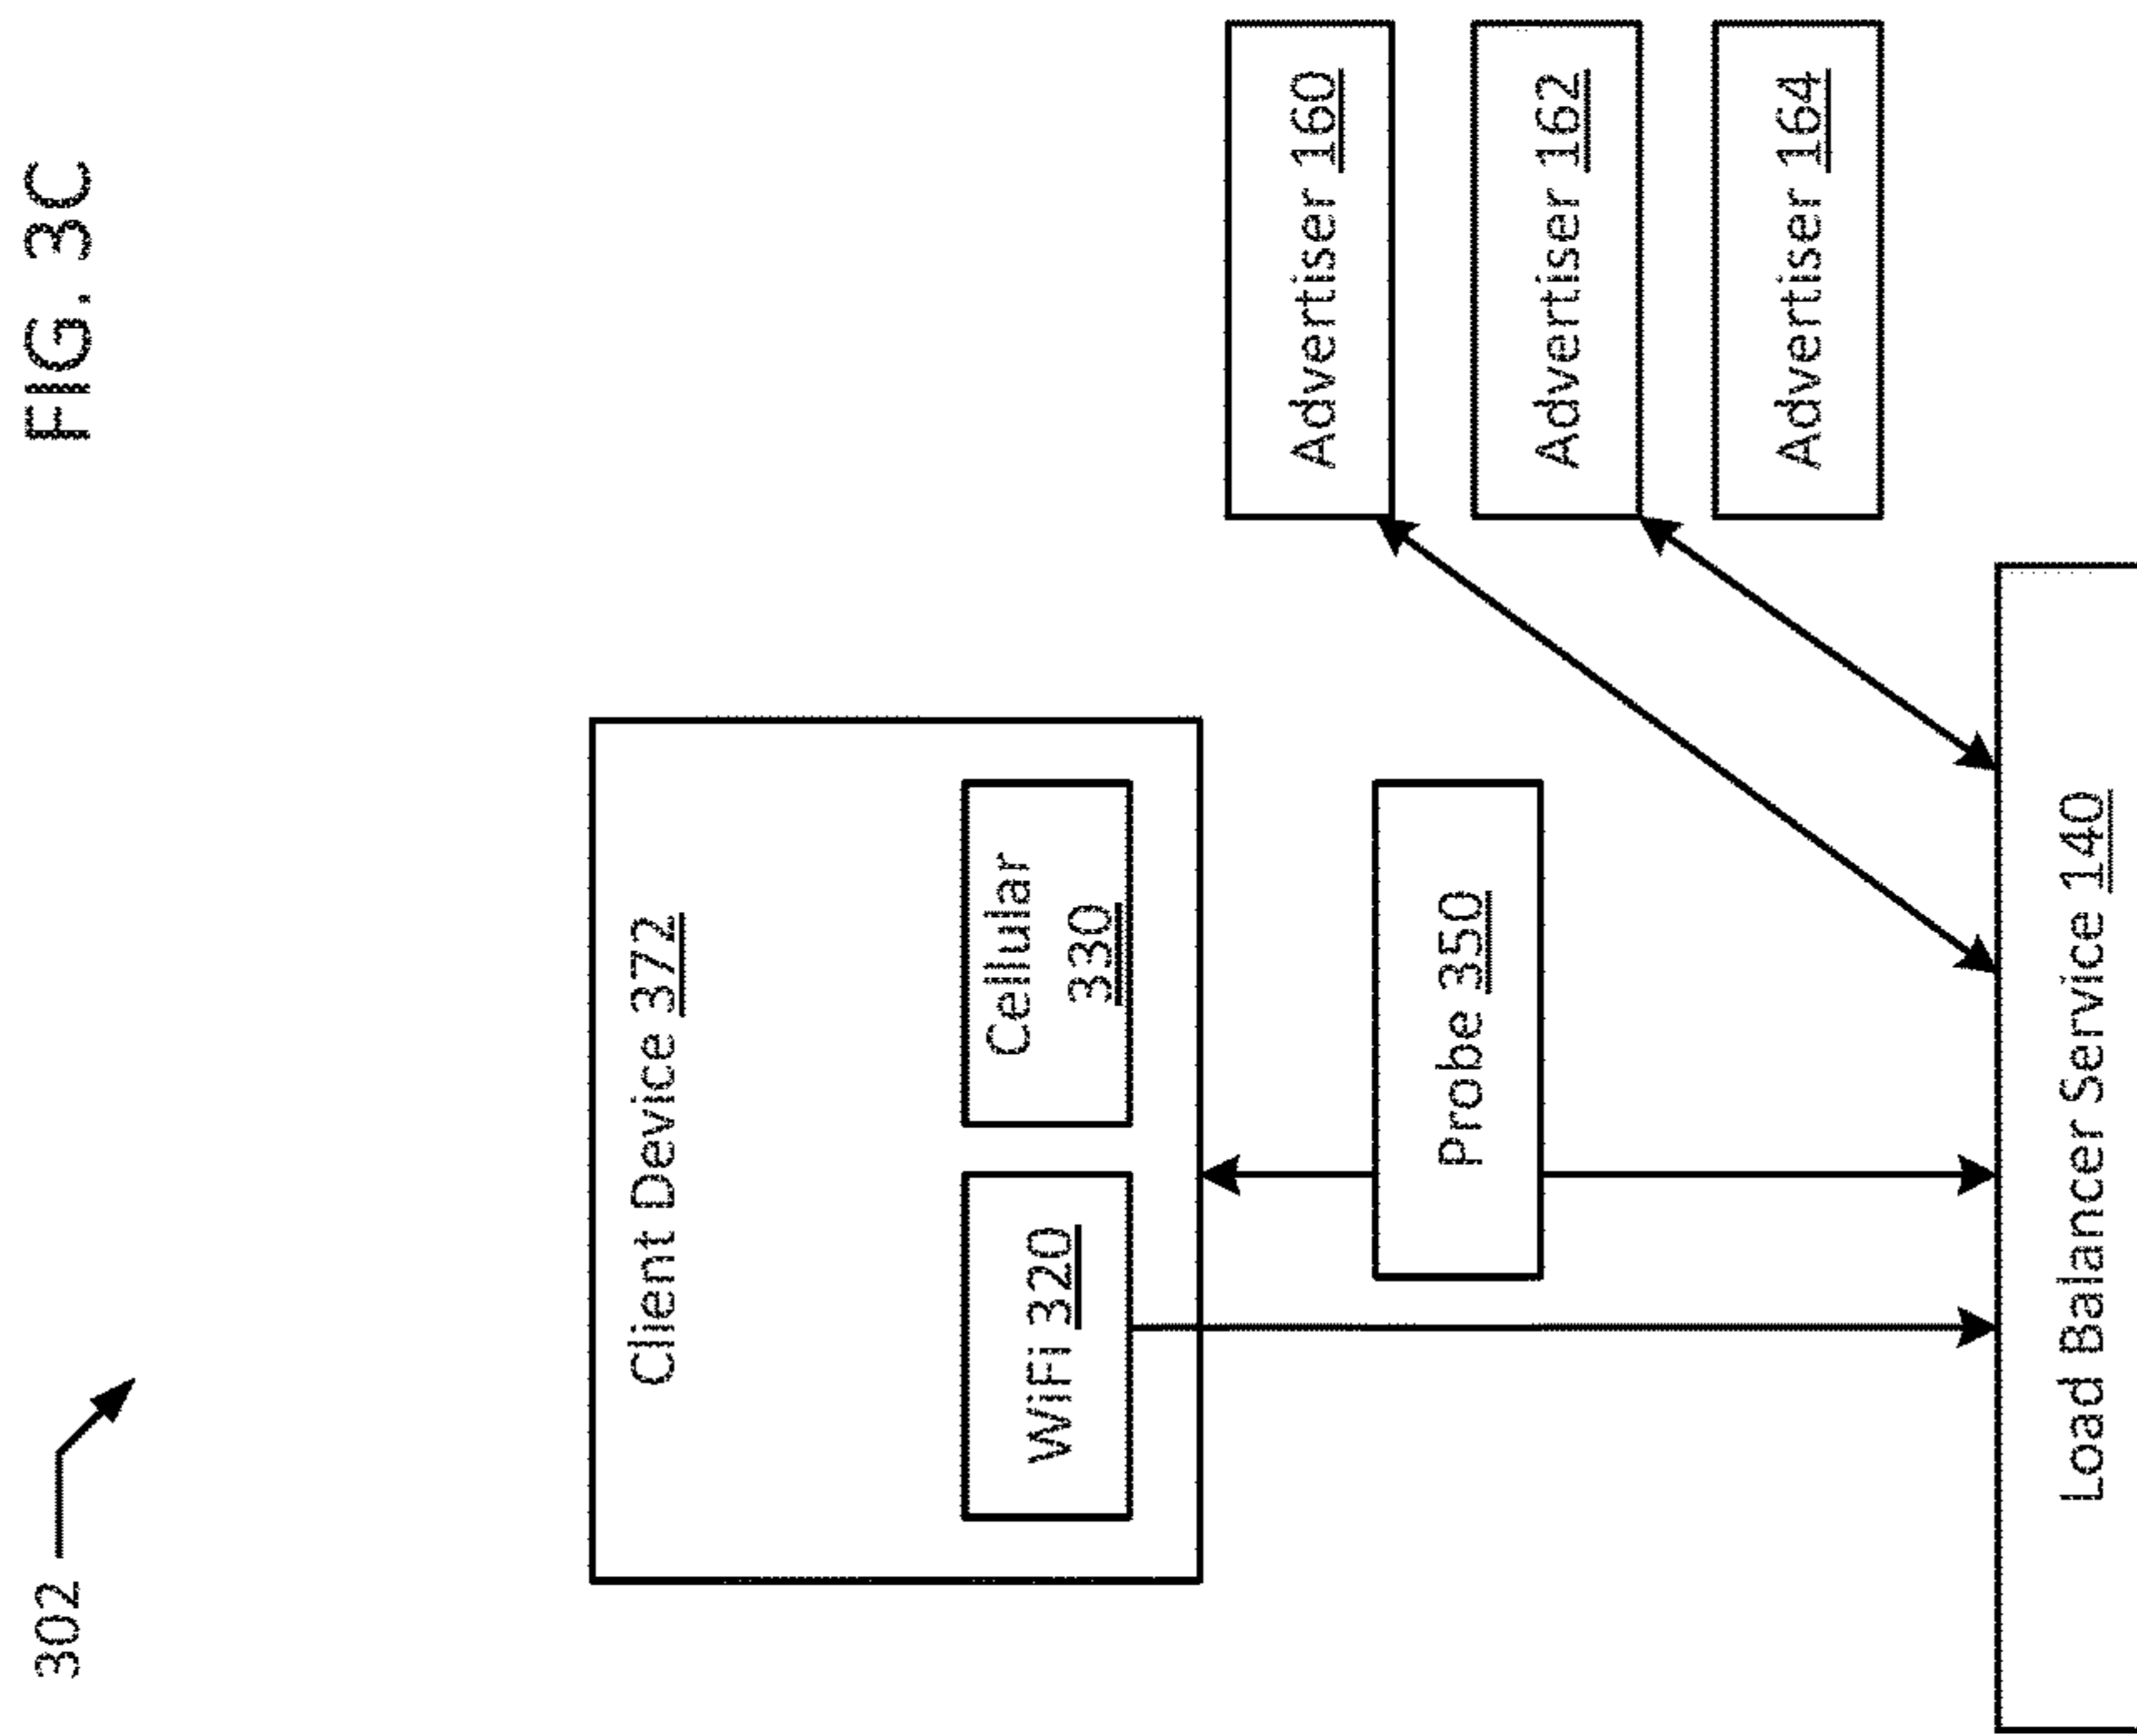 FIG. 3C
302
Client Device 372
WiFi 320
Cellular
330
Probe 350
Advertiser 160
Advertiser 162
Advertiser 164
Load Balancer Service 140